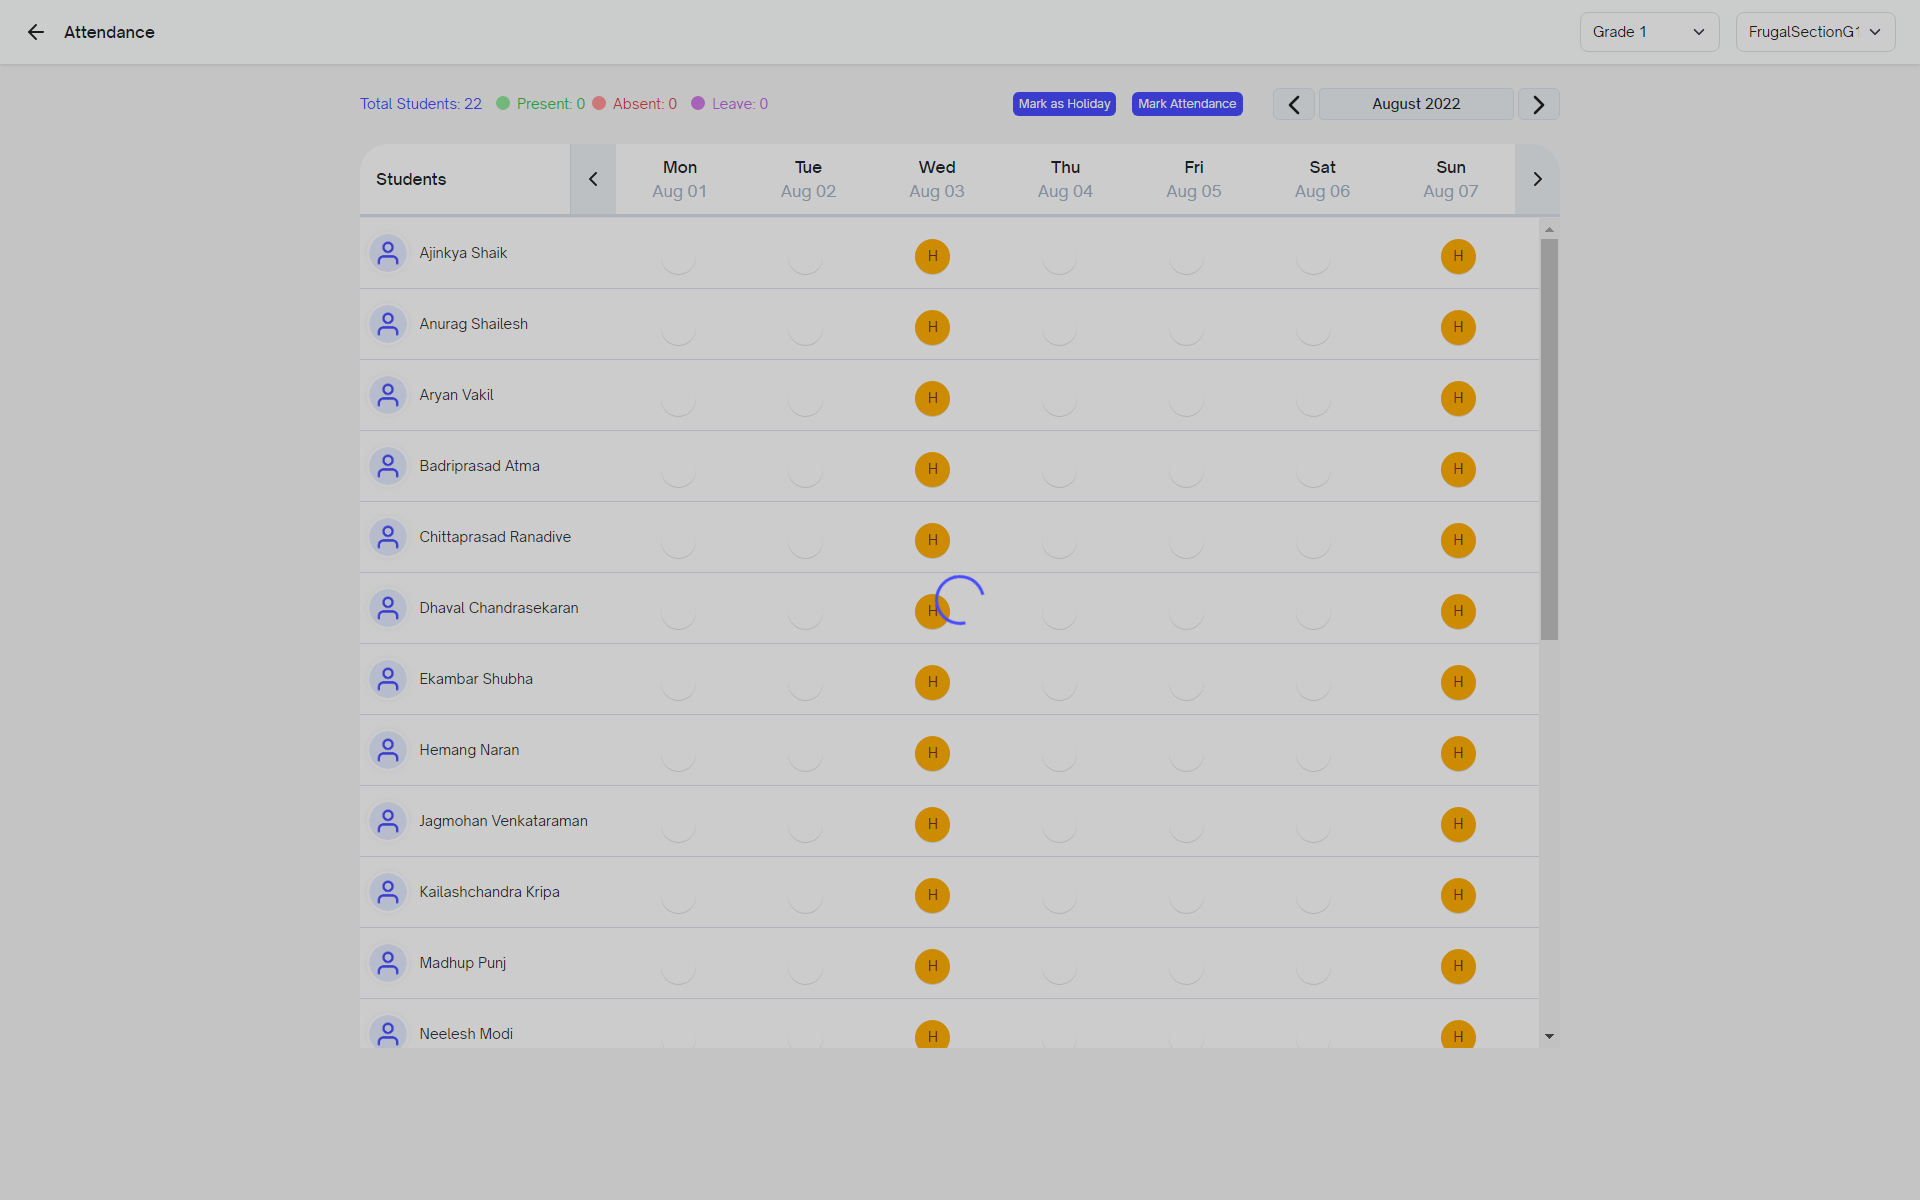 Attendance
Grade 1
FrugalSectionG1
Total Students: 22 Present: 0 Absent: 0 Leave: 0
Mark as Holiday
Mark Attendance
August 2022
Students
Mon Tue Wed Thu Fri Sat Sun
Aug 01 Aug 02 Aug 03 Aug 04 Aug 05 Aug 06 Aug 07
Ajinkya Shaik H H
Anurag Shailesh H H
Aryan Vakil H H
Badriprasad Atma H H
Chittaprasad Ranadive H H
Dhaval Chandrasekaran H H
Ekambar Shubha H H
Hemang Naran H H
Jagmohan Venkataraman H H
Kailashchandra Kripa H H
Madhup Punj H H
Neelesh Modi H H